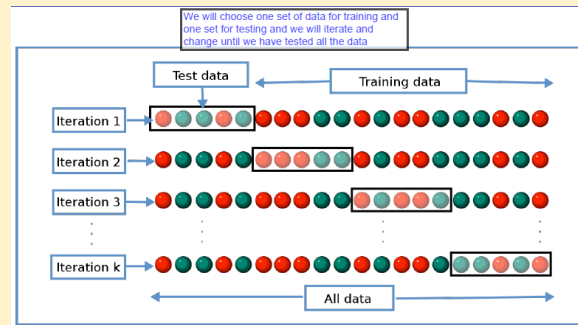 We will choose one set of data for training and
one set for testing and we will iterate and
change until we have tested all the data
Test data
Training data
Iteration 1
Iteration 2
Iteration 3
Iteration k
All data